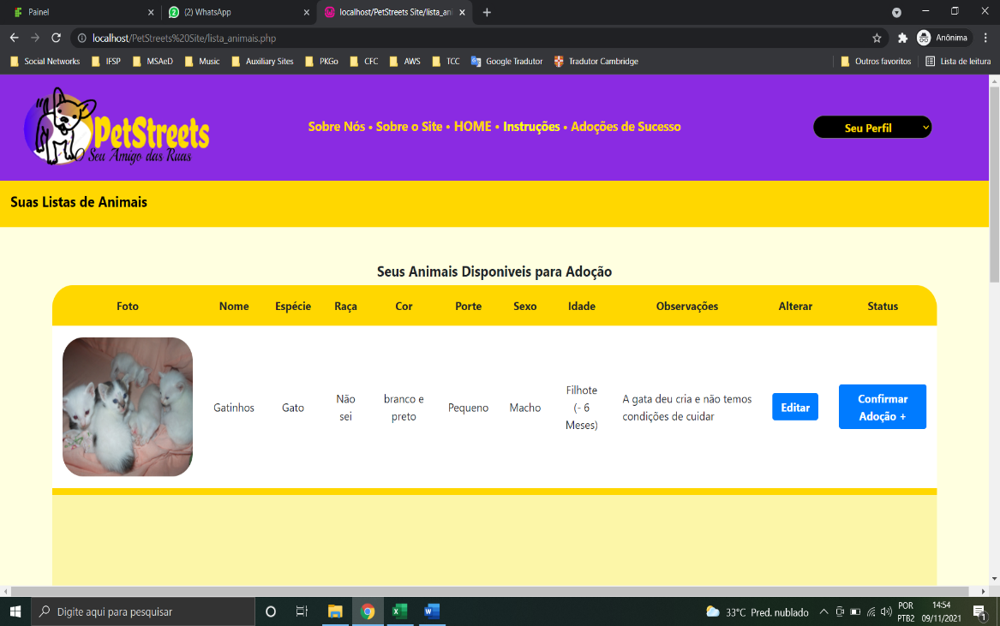 Painel
(2) WhatsApp
localhost/PetStreets Site/lista_ani
localhost/PetStreets%20Site/lista_animais.php
Anônima
Social Networks
IFSP
MSAeD
Music
Auxiliary Sites
PKGo
CFC
AWS
TCC
Google Tradutor
Tradutor Cambridge
Outros favoritos
Lista de leitura
PetStreets
Seu Amigo das Ruas
Sobre Nós • Sobre o Site • HOME • Instruções • Adoções de Sucesso
Seu Perfil
Suas Listas de Animais
Seus Animais Disponiveis para Adoção
Foto Nome Espécie Raça Cor Porte Sexo Idade Observações Alterar Status
Gatinhos
Gato
Não
sei
branco e
preto
Pequeno
Macho
Filhote
(- 6
Meses)
A gata deu cria e não temos
condições de cuidar
Editar
Confirmar
Adoção +
Digite aqui para pesquisar
33°C Pred. nublado
POR
PTB2
14:54
09/11/2021
1